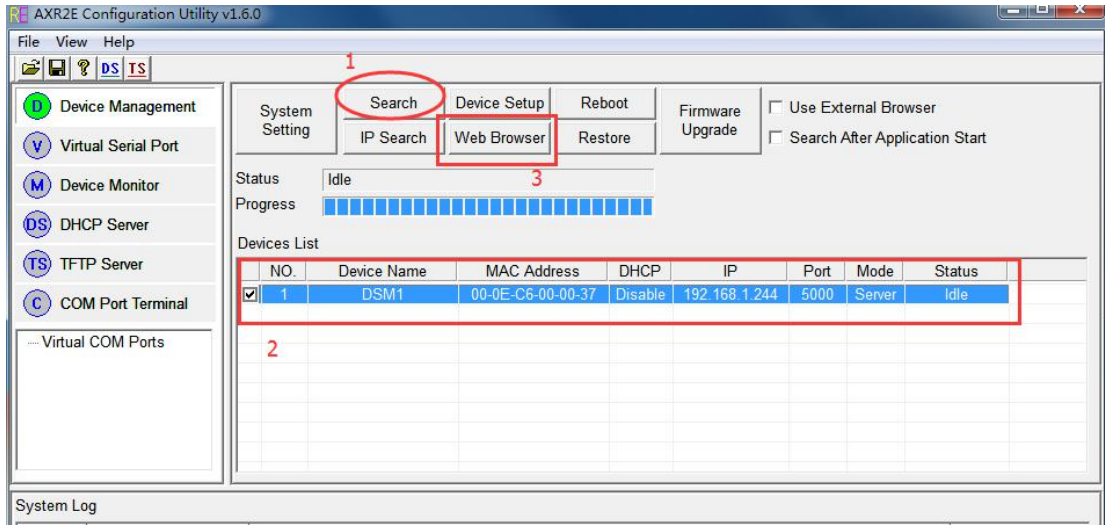 RE AXR2E Configuration Utility v1.6.0
File View Help
DS TS
1
D Device Management
V Virtual Serial Port
M Device Monitor
DS DHCP Server
TS TFTP Server
C COM Port Terminal
Virtual COM Ports
System Setting
Search
Device Setup
Reboot
Firmware Upgrade
Use External Browser
IP Search
Web Browser
Restore
Search After Application Start
Status Idle
3
Progress
Devices List
NO. Device Name MAC Address DHCP IP Port Mode Status
1 DSM1 00-0E-C6-00-00-37 Disable 192.168.1.244 5000 Server Idle
2
System Log